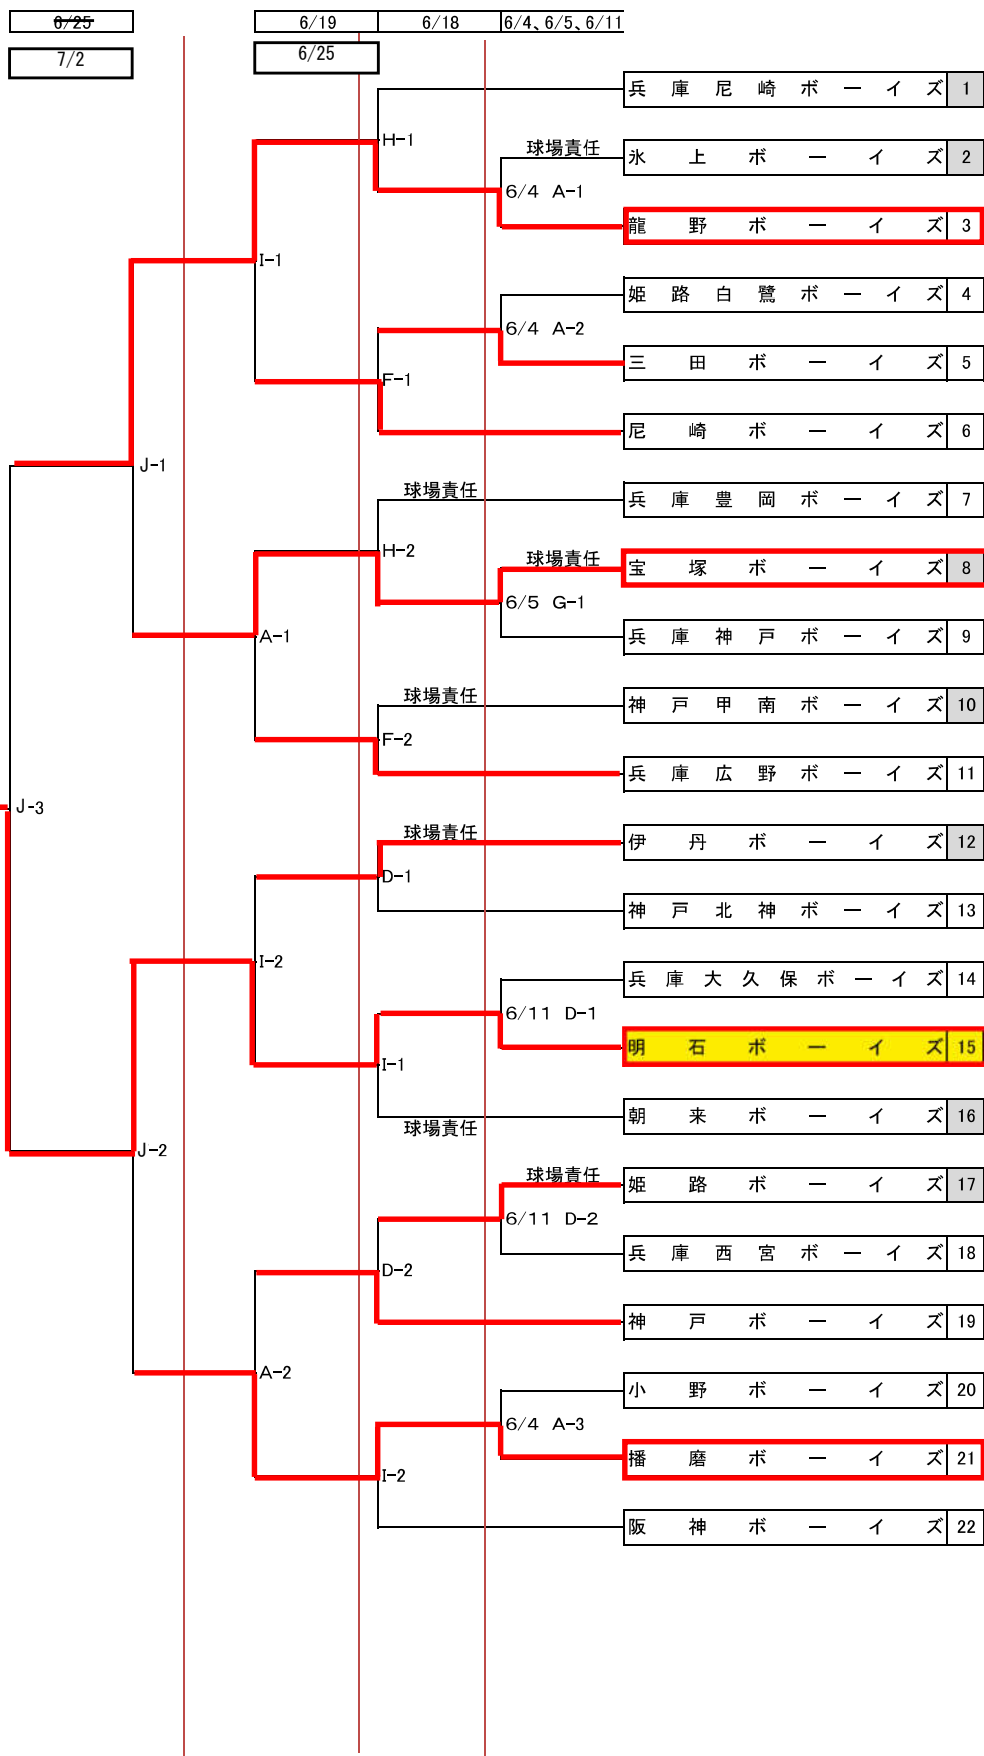 6/25 6/19 6/18 6/4、6/5、6/11
7/2 6/25
兵庫尼崎ボーイズ 1
H-1
球場責任 氷上ボーイズ 2
6/4 A-1
龍野ボーイズ 3
I-1
姫路白鷺ボーイズ 4
6/4 A-2
三田ボーイズ 5
F-1
尼崎ボーイズ 6
J-1
球場責任 兵庫豊岡ボーイズ 7
H-2
球場責任 宝塚ボーイズ 8
6/5 G-1
兵庫神戸ボーイズ 9
A-1
球場責任 神戸甲南ボーイズ 10
F-2
兵庫広野ボーイズ 11
J-3
球場責任 伊丹ボーイズ 12
D-1
神戸北神ボーイズ 13
I-2
兵庫大久保ボーイズ 14
6/11 D-1
明石ボーイズ 15
I-1
球場責任 朝来ボーイズ 16
J-2
球場責任 姫路ボーイズ 17
6/11 D-2
兵庫西宮ボーイズ 18
D-2
神戸ボーイズ 19
A-2
小野ボーイズ 20
6/4 A-3
播磨ボーイズ 21
I-2
阪神ボーイズ 22